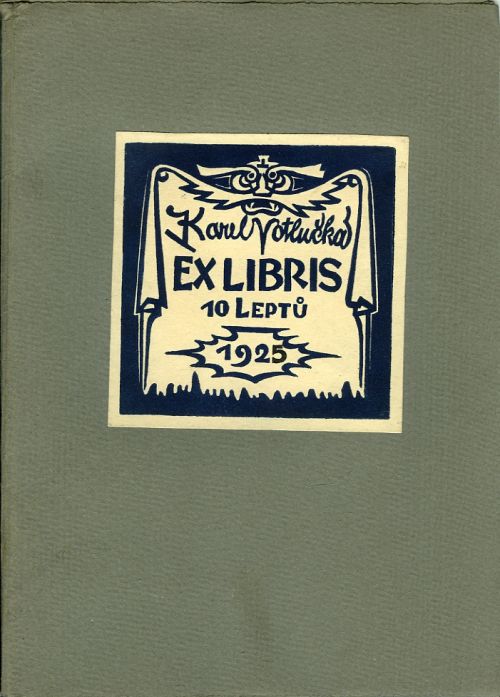 Karel Votlučka
EX LIBRIS
10 LEPTŮ
1925